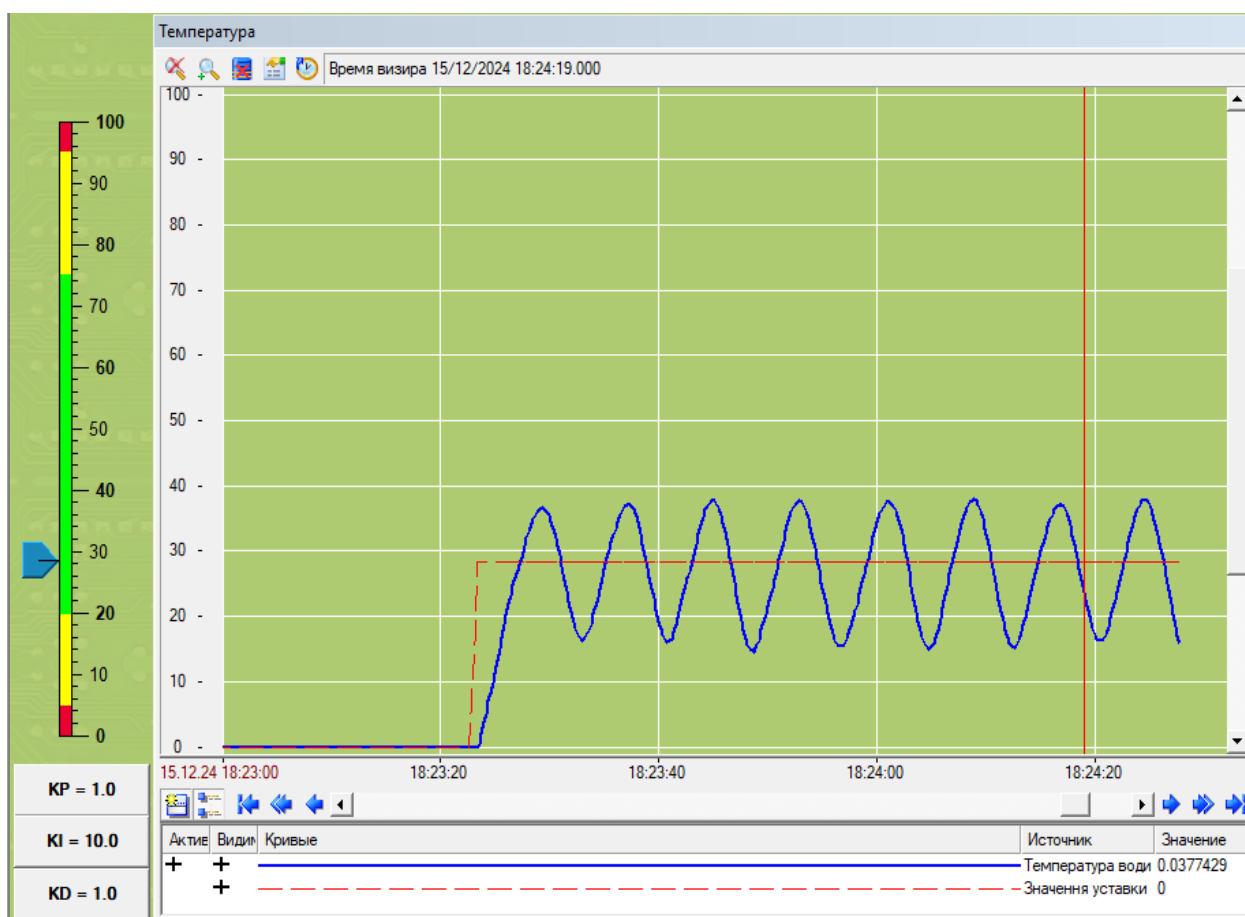 Температура
Время визира 15/12/2024 18:24:19.000
100 -
90 -
80 -
70 -
60 -
50 -
40 -
30 -
20 -
10 -
0 -
100
90
80
70
60
50
40
30
20
10
0
15.12.24 18:23:00 18:23:20 18:23:40 18:24:00 18:24:20
KP = 1.0
KI = 10.0
KD = 1.0
Актив Видим Кривые Источник Значение
Температура води 0.0377429
Значення уставки 0